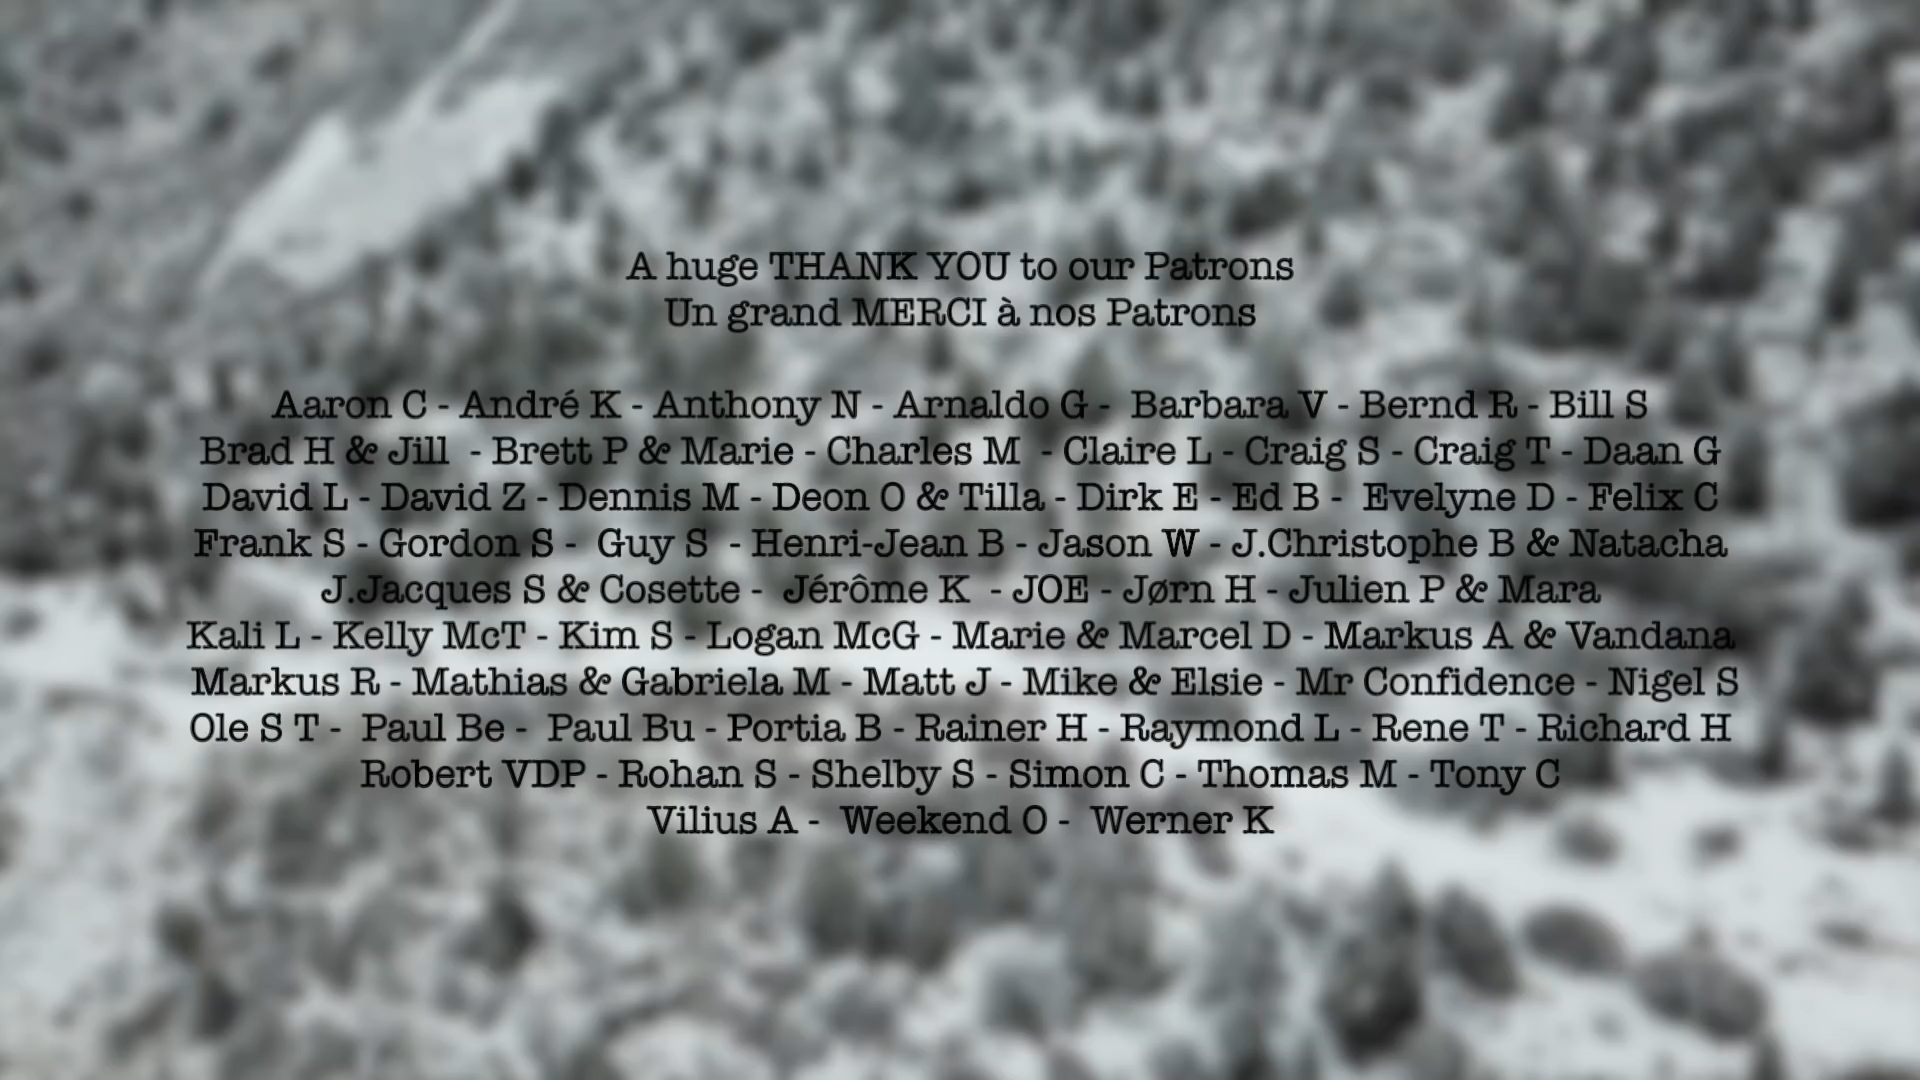 A huge THANK YOU to our Patrons
Un grand MERCI à nos Patrons
Aaron C - André K - Anthony N - Arnaldo G -  Barbara V - Bernd R - Bill S
Brad H & Jill  - Brett P & Marie - Charles M  - Claire L - Craig S - Craig T - Daan G
David L - David Z - Dennis M - Deon O & Tilla - Dirk E - Ed B -  Evelyne D - Felix C
Frank S - Gordon S -  Guy S  - Henri-Jean B - Jason W - J.Christophe B & Natacha
J.Jacques S & Cosette -  Jérôme K  - JOE - Jørn H - Julien P & Mara
Kali L - Kelly McT - Kim S - Logan McG - Marie & Marcel D - Markus A & Vandana
Markus R - Mathias & Gabriela M - Matt J - Mike & Elsie - Mr Confidence - Nigel S
Ole S T -  Paul Be -  Paul Bu - Portia B - Rainer H - Raymond L - Rene T - Richard H
Robert VDP - Rohan S - Shelby S - Simon C - Thomas M - Tony C
Vilius A -  Weekend O -  Werner K